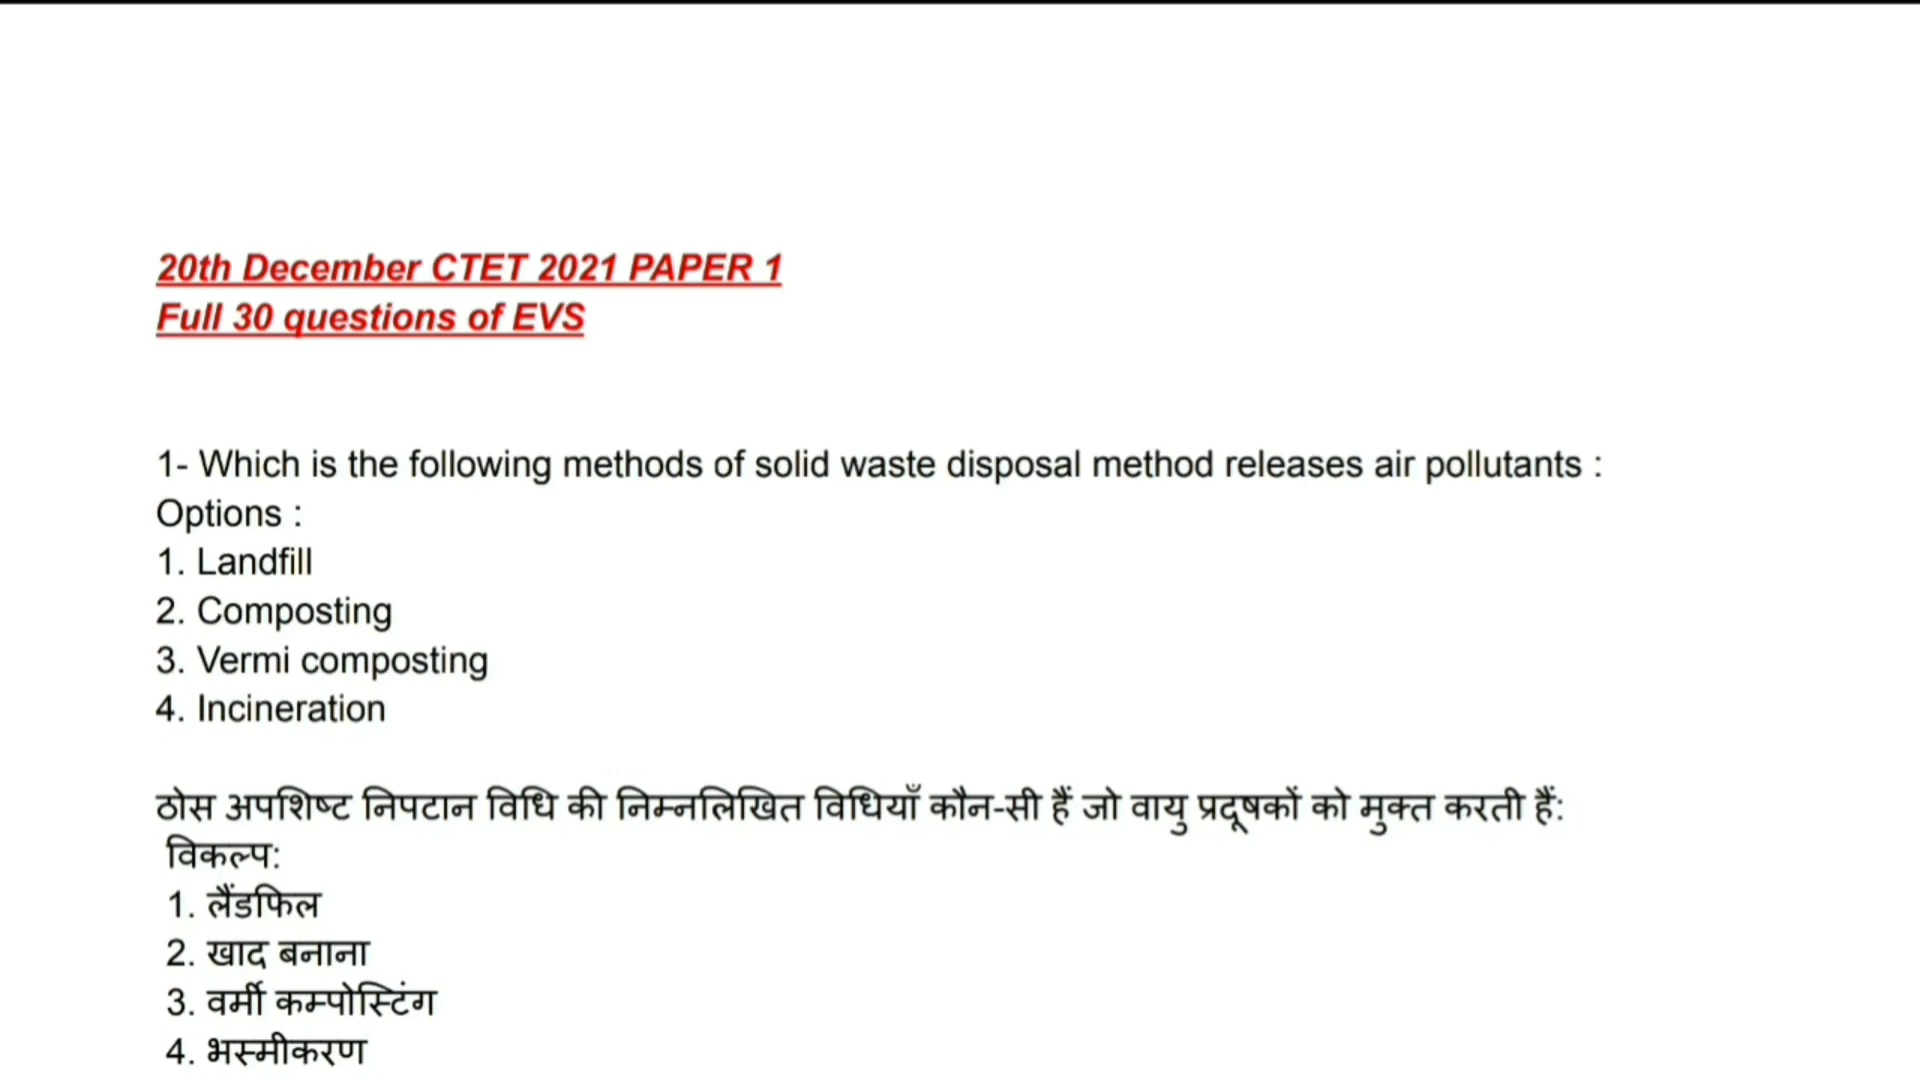 20th December CTET 2021 PAPER 1
Full 30 questions of EVS
1- Which is the following methods of solid waste disposal method releases air pollutants :
Options :
1. Landfill
2. Composting
3. Vermi composting
4. Incineration
ठोस अपशिष्ट निपटान विधि की निम्नलिखित विधियाँ कौन-सी हैं जो वायु प्रदूषकों को मुक्त करती हैं:
विकल्प:
1. लैंडफिल
2. खाद बनाना
3. वर्मी कम्पोस्टिंग
4. भस्मीकरण